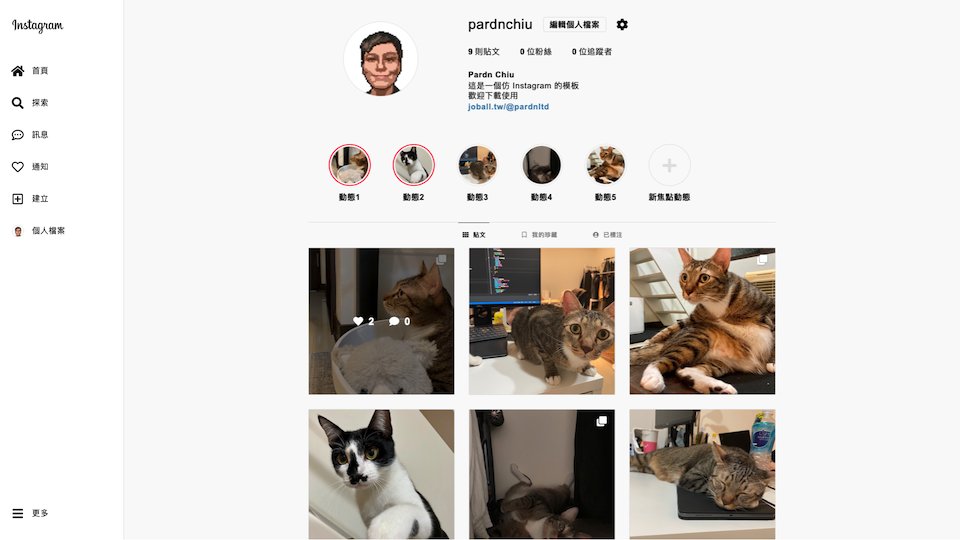 Instagram
首頁
探索
訊息
通知
建立
個人檔案
更多
pardnchiu 編輯個人檔案
9 則貼文 0 位粉絲 0 位追蹤者
Pardn Chiu
這是一個仿 Instagram 的模板
歡迎下載使用
joball.tw/@pardnltd
動態1 動態2 動態3 動態4 動態5 新焦點動態
貼文 我的珍藏 已標注
2 0